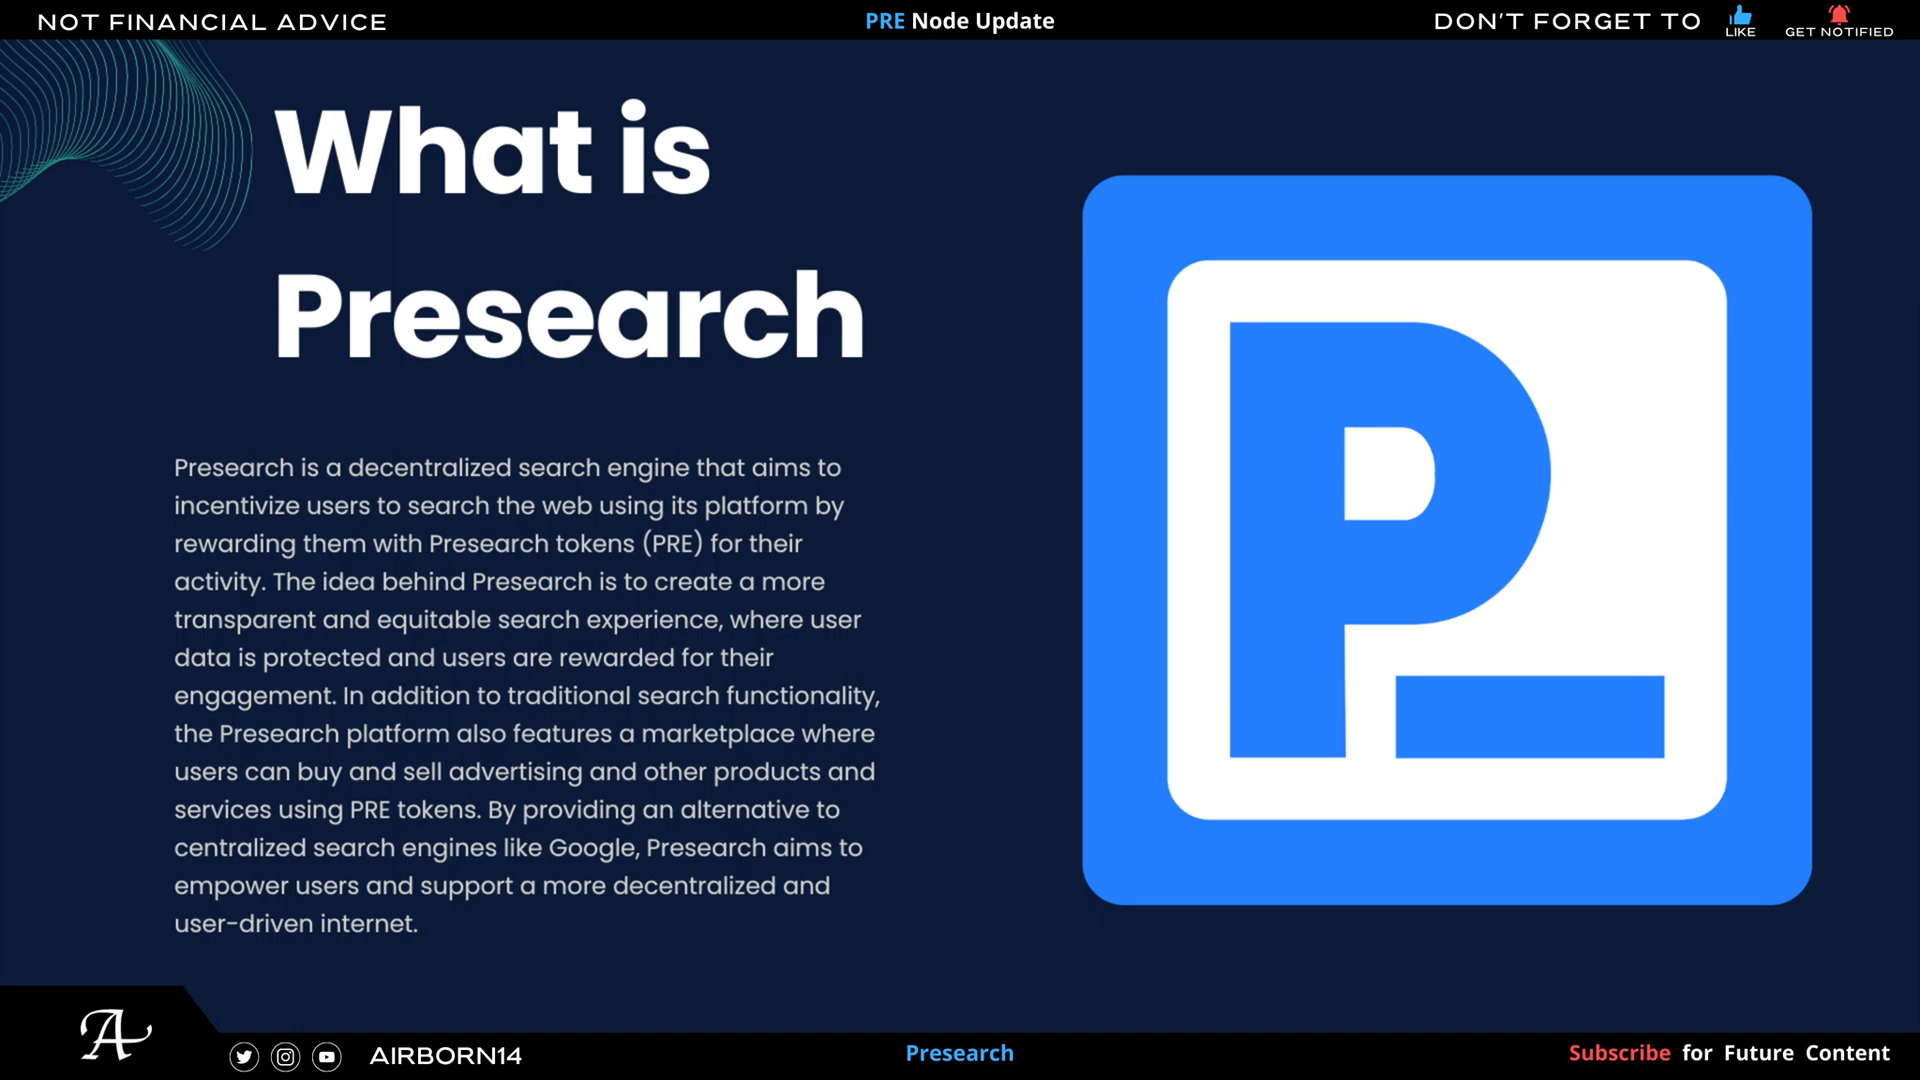 NOT FINANCIAL ADVICE
PRE Node Update
DON'T FORGET TO
LIKE
GET NOTIFIED
What is
Presearch
Presearch is a decentralized search engine that aims to
incentivize users to search the web using its platform by
rewarding them with Presearch tokens (PRE) for their
activity. The idea behind Presearch is to create a more
transparent and equitable search experience, where user
data is protected and users are rewarded for their
engagement. In addition to traditional search functionality,
the Presearch platform also features a marketplace where
users can buy and sell advertising and other products and
services using PRE tokens. By providing an alternative to
centralized search engines like Google, Presearch aims to
empower users and support a more decentralized and
user-driven internet.
P
A
AIRBORN14
Presearch
Subscribe for Future Content